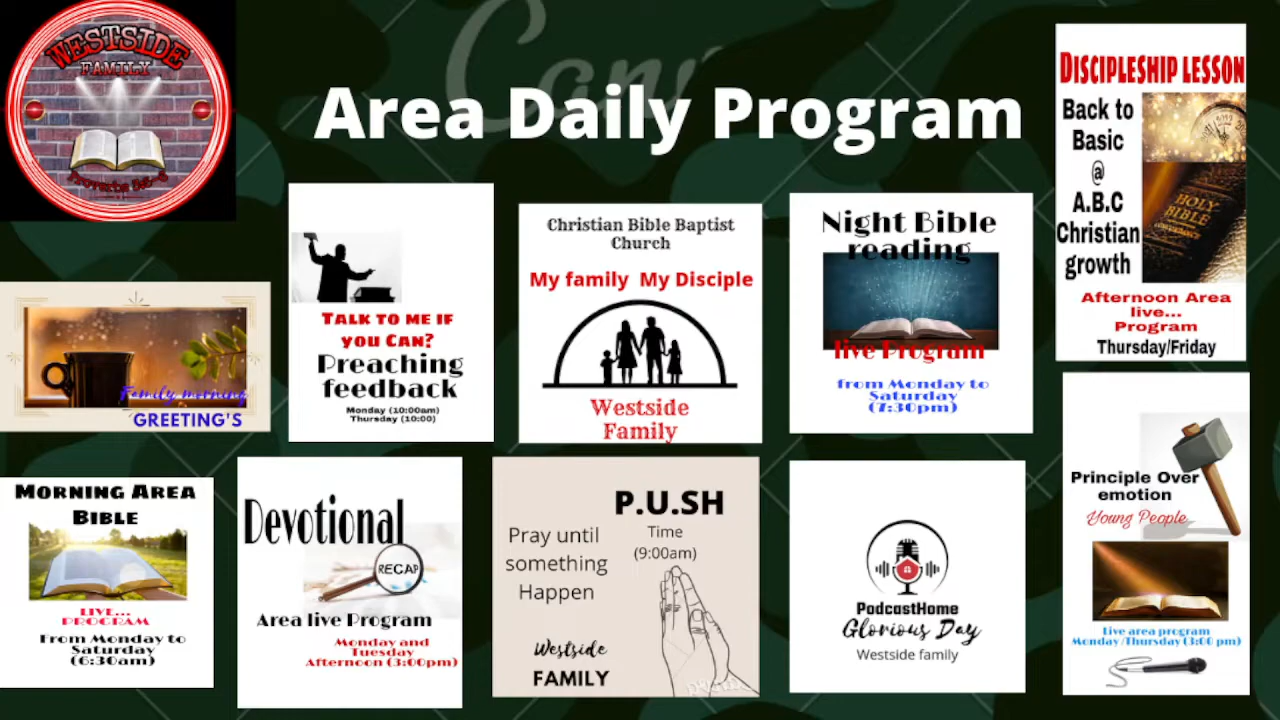 WESTSIDE
FAMILY
Area Daily Program
DISCIPLESHIP LESSON
Back to
Basic
@
A.B.C
Christian
growth
HOLY
BIBLE
Afternoon Area
live...
Program
Thursday/Friday
TALK TO ME IF
YOU CAN?
Preaching
feedback
Monday (10:00am)
Thursday (10:00)
Christian Bible Baptist
Church
My family My Disciple
Westside
Family
Night Bible
reading
live Program
from Monday to
Saturday
(7:30pm)
Family morning
GREETING'S
MORNING AREA
BIBLE
LIVE...
PROGRAM
From Monday to
Saturday
(6:30am)
Devotional
RECAP
Area live Program
Monday and
Tuesday
Afternoon (3:00pm)
P.U.SH
Time
(9:00am)
Pray until
something
Happen
Westside
FAMILY
PodcastHome
Glorious Day
Westside family
Principle Over
emotion
Young People
Live area program
Monday /Thursday (3:00 pm)